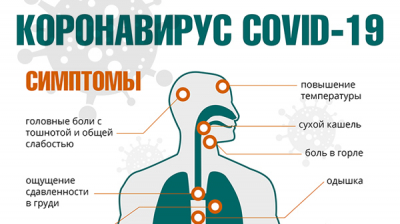 КОРОНАВИРУС COVID-19
СИМПТОМЫ
головные боли с
тошнотой и общей
слабостью
ощущение
сдавленности
в груди
повышение
температуры
сухой кашель
боль в горле
одышка